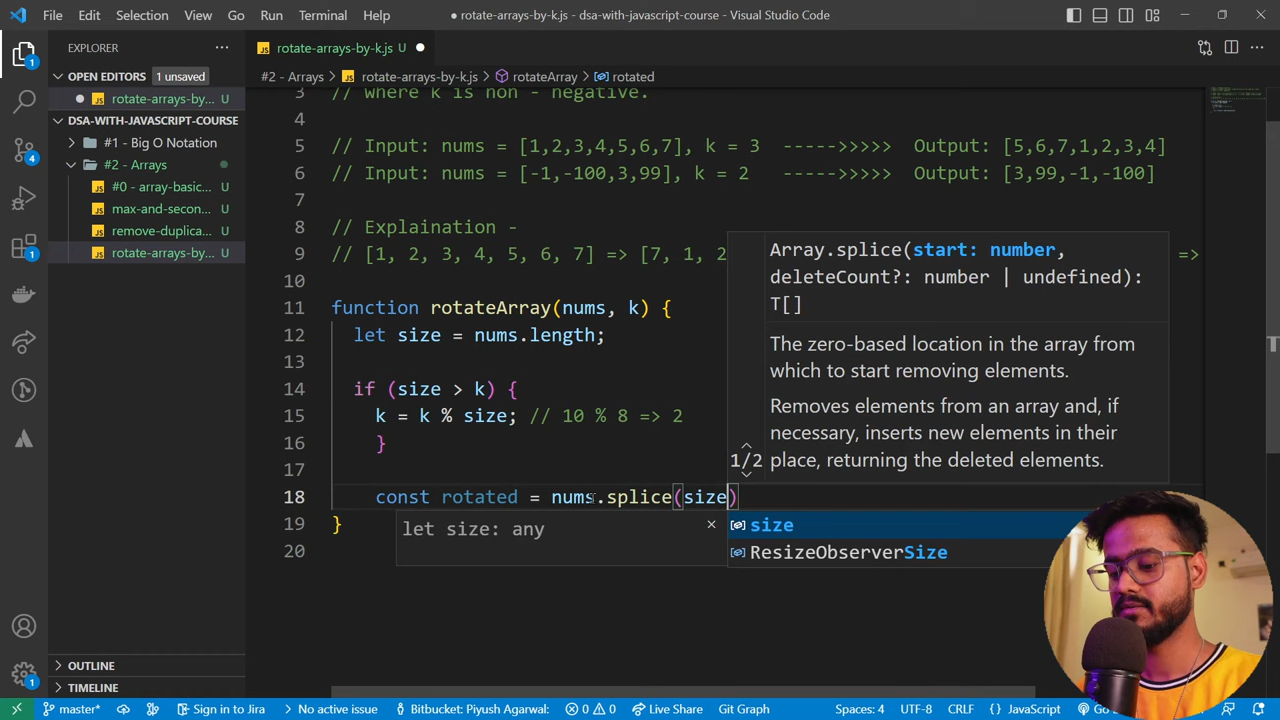 File Edit Selection View Go Run Terminal Help
● rotate-arrays-by-k.js - dsa-with-javascript-course - Visual Studio Code
EXPLORER
OPEN EDITORS 1 unsaved
rotate-arrays-by-... U
DSA-WITH-JAVASCRIPT-COURSE
#1 - Big O Notation
#2 - Arrays
#0 - array-basic... U
max-and-secon... U
remove-duplica... U
rotate-arrays-by-... U
OUTLINE
TIMELINE
1
4
1
1
JS rotate-arrays-by-k.js U
#2 - Arrays > JS rotate-arrays-by-k.js > rotateArray > rotated
3 // where k is non - negative.
4
5 // Input: nums = [1,2,3,4,5,6,7], k = 3 ----->>>>> Output: [5,6,7,1,2,3,4]
6 // Input: nums = [-1,-100,3,99], k = 2 ----->>>>> Output: [3,99,-1,-100]
7
8 // Explaination -
9 // [1, 2, 3, 4, 5, 6, 7] => [7, 1, 2 =>
10
11 function rotateArray(nums, k) {
12 let size = nums.length;
13
14 if (size > k) {
15 k = k % size; // 10 % 8 => 2
16 }
17
18 const rotated = nums.splice(size)
19 }
20
Array.splice(start: number,
deleteCount?: number | undefined):
T[]
The zero-based location in the array from
which to start removing elements.
Removes elements from an array and, if
necessary, inserts new elements in their
place, returning the deleted elements.
1/2
let size: any
size
ResizeObserverSize
master* Sign in to Jira No active issue Bitbucket: Piyush Agarwal: 0 0 Live Share Git Graph Spaces: 4 UTF-8 CRLF {} JavaScript